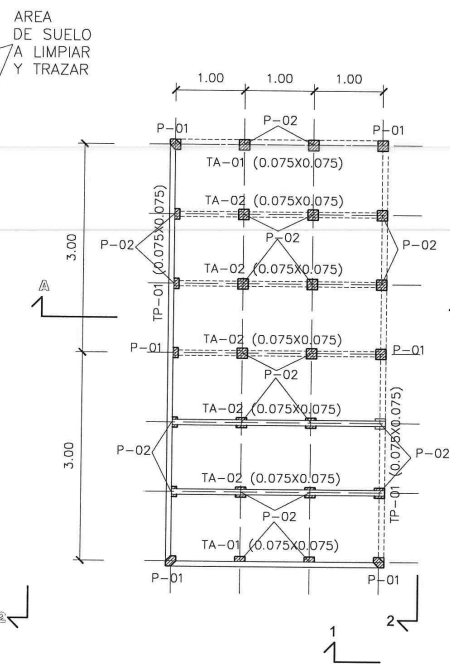 AREA
DE SUELO
A LIMPIAR
Y TRAZAR
1.00 1.00 1.00
P-01 P-02 P-01
TA-01 (0.075X0.075)
TA-02 (0.075X0.075)
P-02 P-02 P-02
TP-01 (0.075X0.075)
3.00
TA-02 (0.075X0.075)
A
TA-02 (0.075X0.075)
P-01 P-01
P-02
TA-02 (0.075X0.075)
P-02 P-02
TP-01 (0.075X0.075)
3.00
TA-02 (0.075X0.075)
P-02
TA-01 (0.075X0.075)
P-01 P-01
2
1